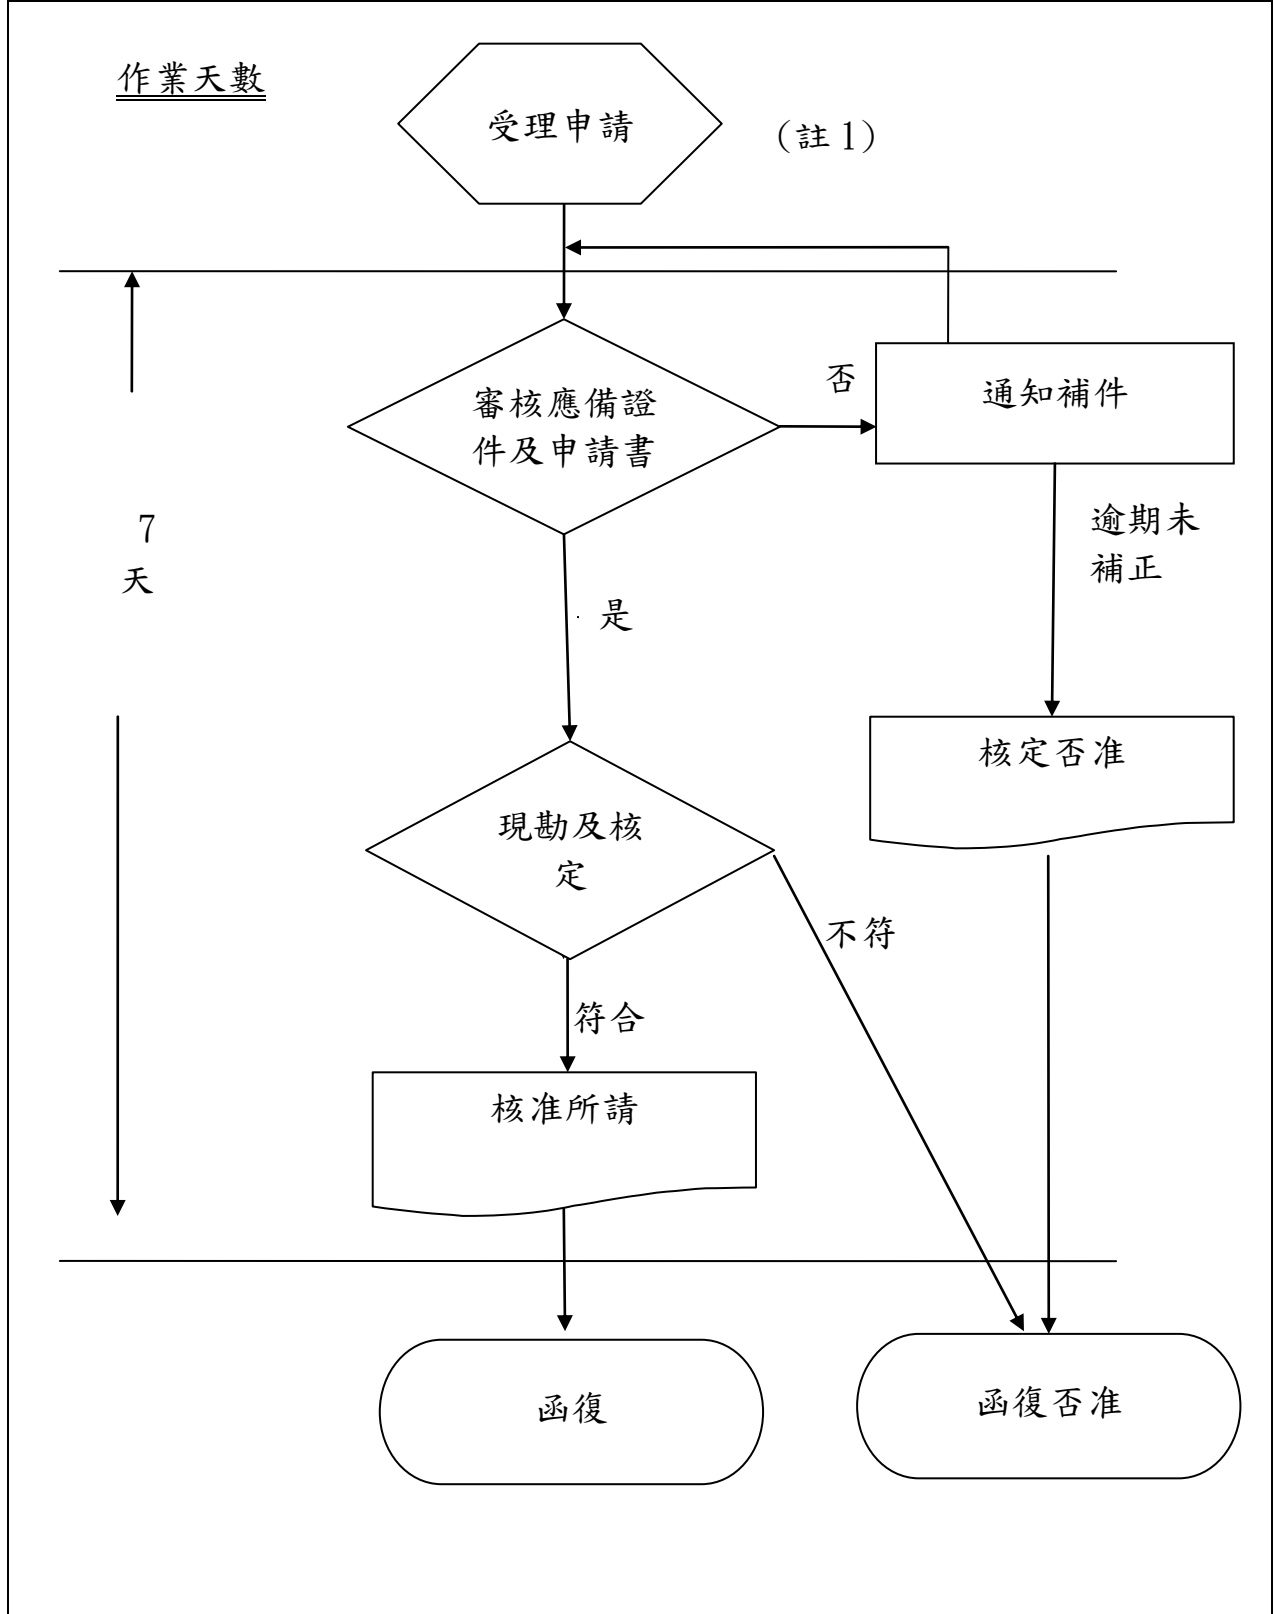 作業天數
受理申請
(註1)
審核應備證
件及申請書
否
通知補件
7
天
逾期未
補正
是
核定否准
現勘及核
定
不符
符合
核准所請
函復
函復否准